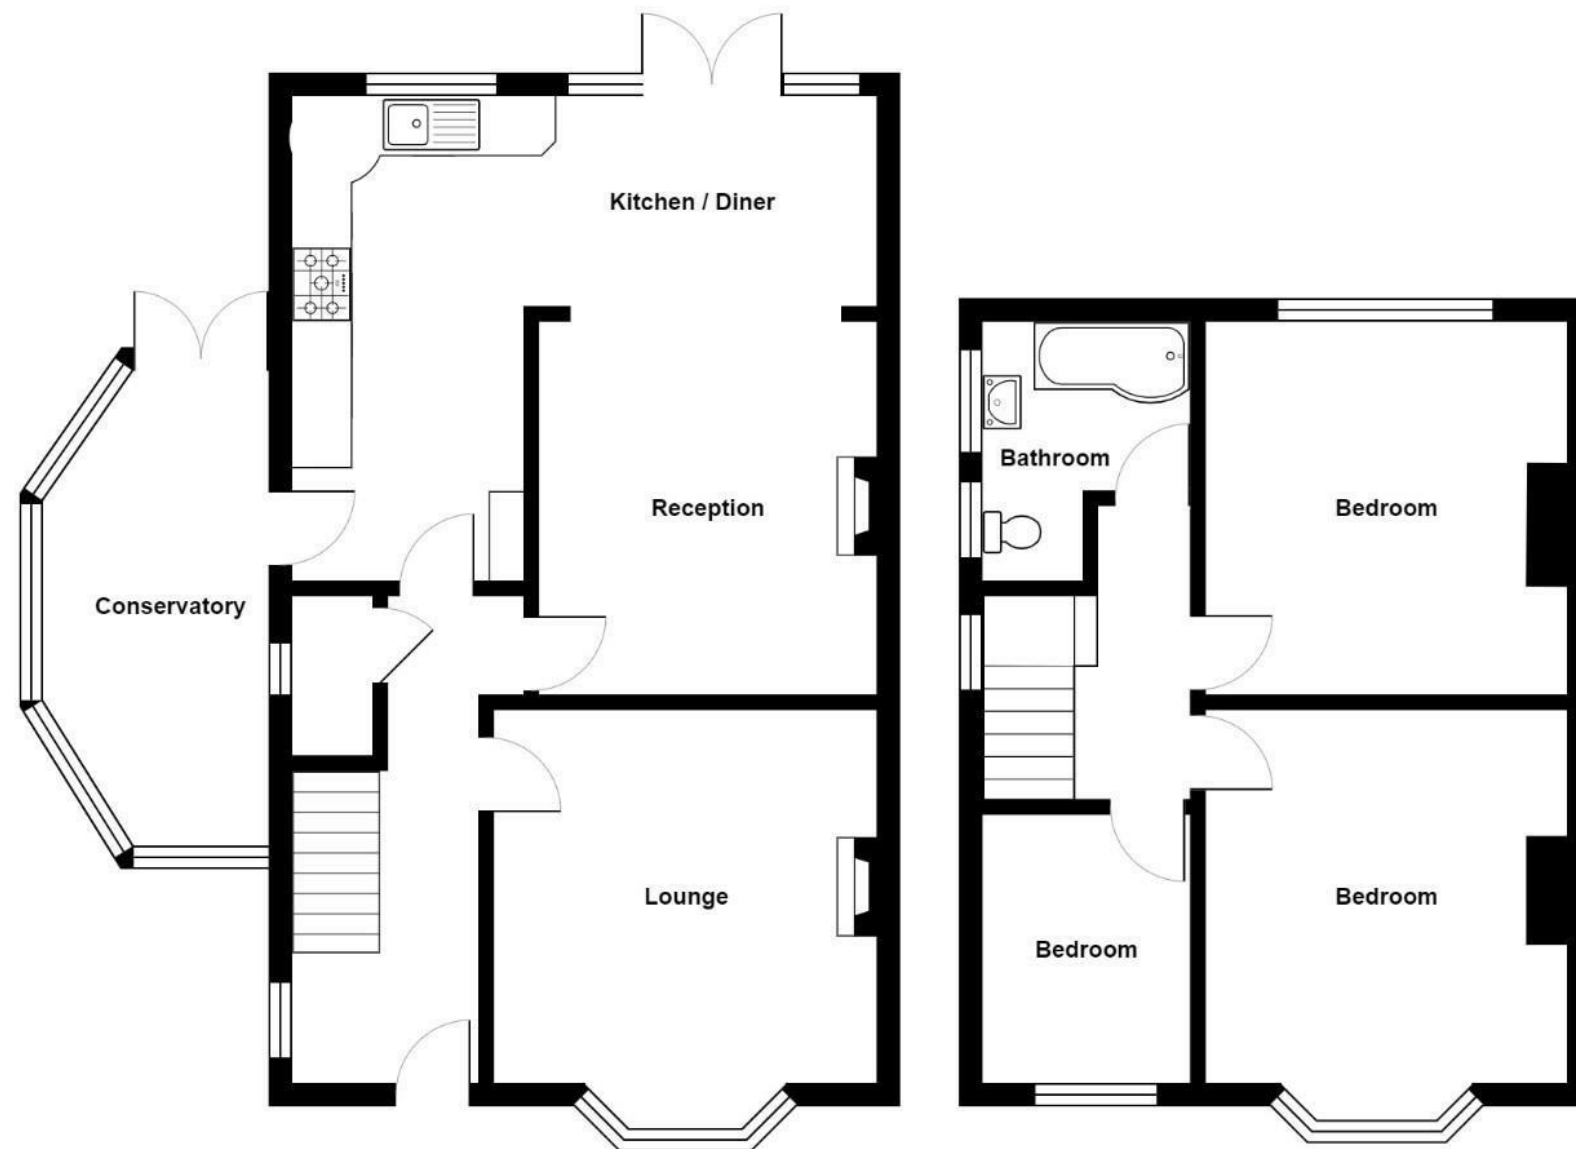 Kitchen / Diner
Reception
Conservatory
Lounge
Bathroom
Bedroom
Bedroom
Bedroom